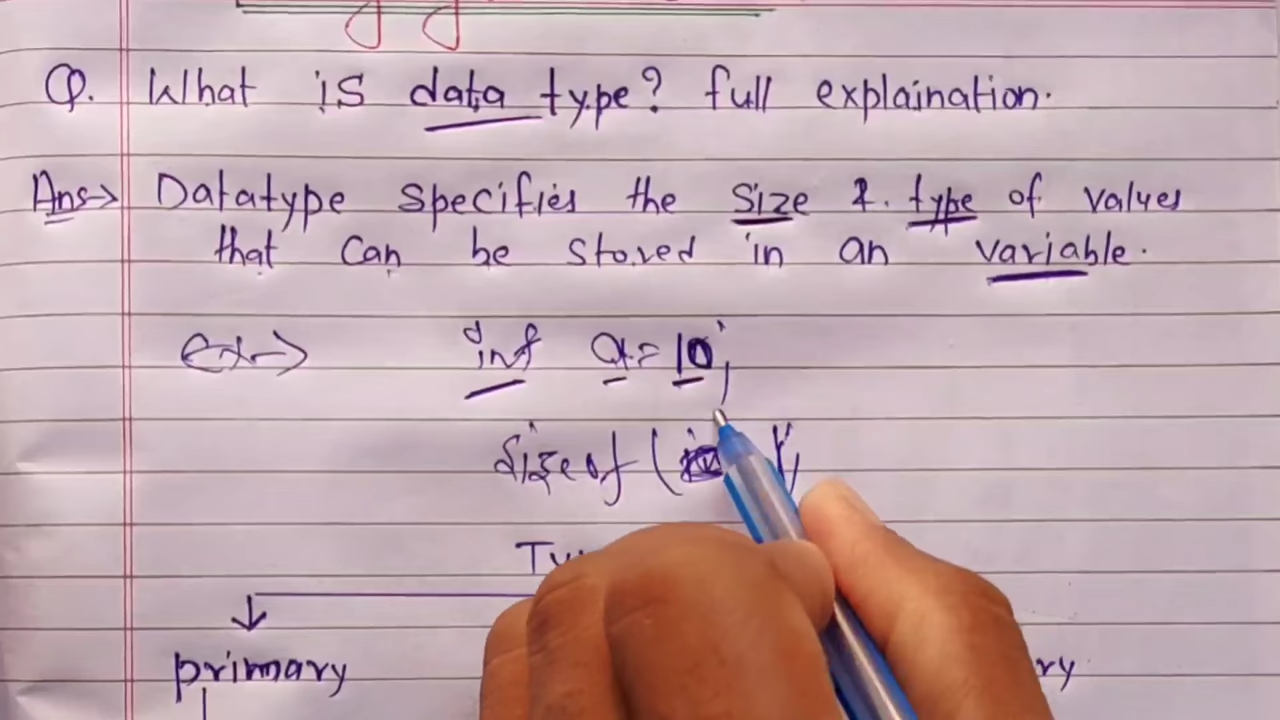 Q. What is data type? full explaination.
Ans→ Datatype specifies the size & type of values
that can be stored in an variable.
ex→ int a=10;
sizeof (
primary